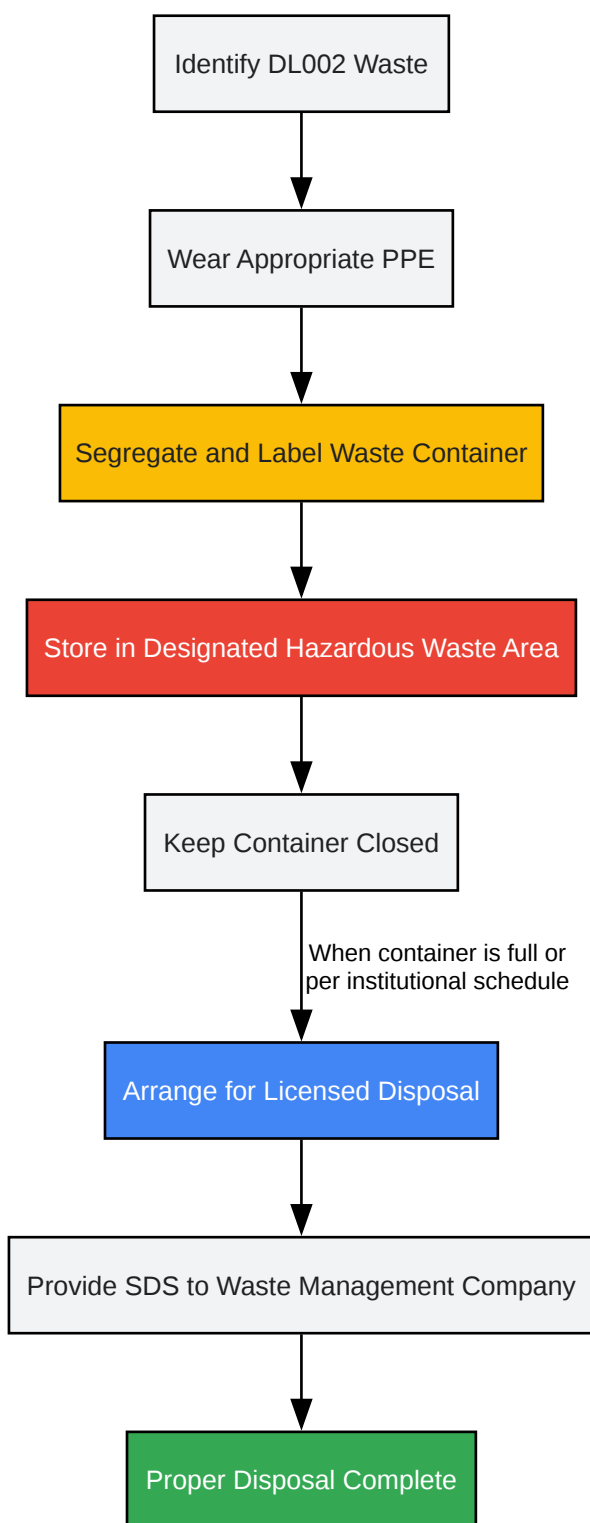 Identify DL002 Waste
Wear Appropriate PPE
Segregate and Label Waste Container
Store in Designated Hazardous Waste Area
Keep Container Closed
When container is full or
per institutional schedule
Arrange for Licensed Disposal
Provide SDS to Waste Management Company
Proper Disposal Complete